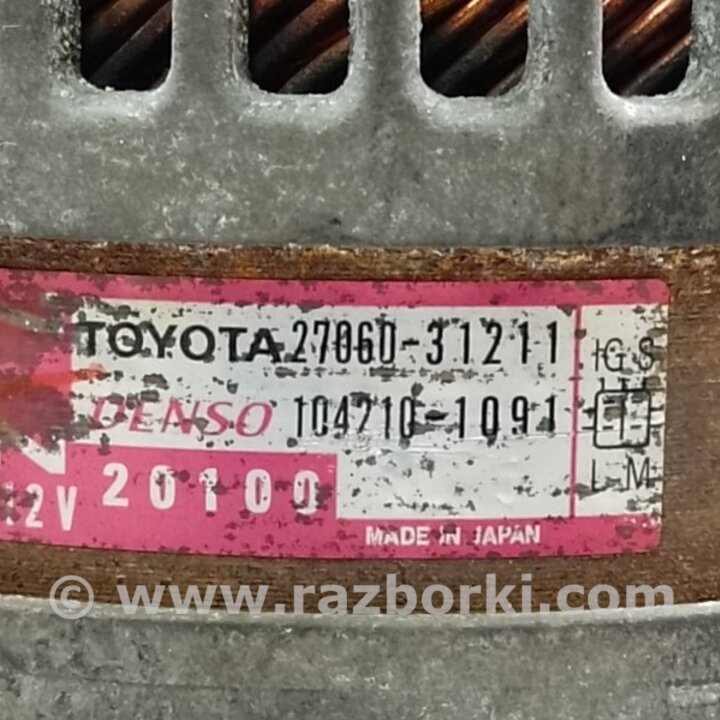 TOYOTA 27060-31211
IG S
DENSO 104210-1091
L M
12V 20100
MADE IN JAPAN
© www.razborki.com